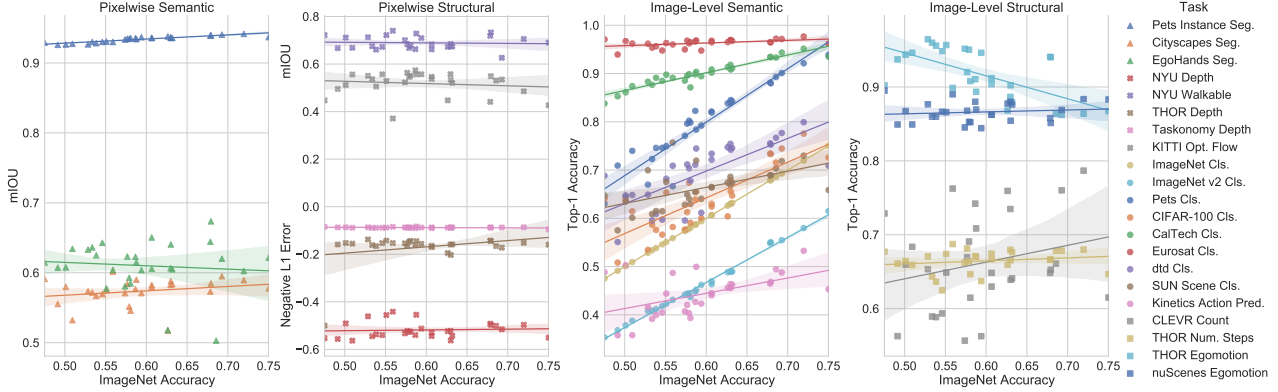 Pixelwise Semantic
mIOU
0.9
0.8
0.7
0.6
0.5
0.50 0.55 0.60 0.65 0.70 0.75
ImageNet Accuracy
Pixelwise Structural
mIOU
Negative L1 Error
0.8
0.6
0.4
0.2
0.0
−0.2
−0.4
−0.6
0.50 0.55 0.60 0.65 0.70 0.75
ImageNet Accuracy
Image-Level Semantic
Top-1 Accuracy
1.0
0.9
0.8
0.7
0.6
0.5
0.4
0.50 0.55 0.60 0.65 0.70 0.75
ImageNet Accuracy
Image-Level Structural
Top-1 Accuracy
0.9
0.8
0.7
0.6
0.50 0.55 0.60 0.65 0.70 0.75
ImageNet Accuracy
Task
Pets Instance Seg.
Cityscapes Seg.
EgoHands Seg.
NYU Depth
NYU Walkable
THOR Depth
Taskonomy Depth
KITTI Opt. Flow
ImageNet Cls.
ImageNet v2 Cls.
Pets Cls.
CIFAR-100 Cls.
CalTech Cls.
Eurosat Cls.
dtd Cls.
SUN Scene Cls.
Kinetics Action Pred.
CLEVR Count
THOR Num. Steps
THOR Egomotion
nuScenes Egomotion